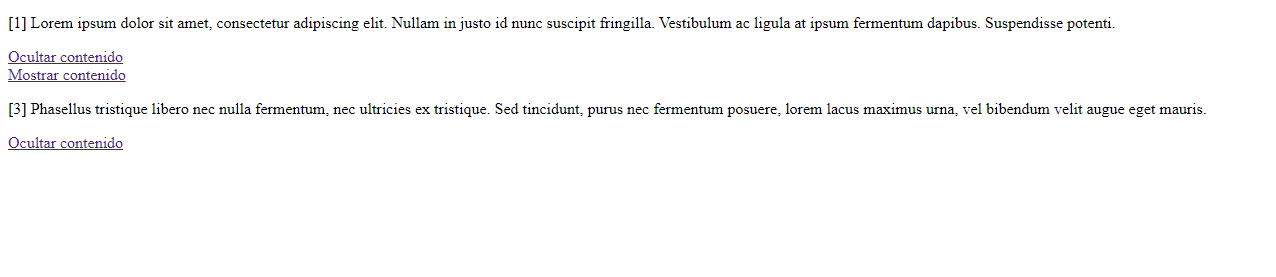 [1] Lorem ipsum dolor sit amet, consectetur adipiscing elit. Nullam in justo id nunc suscipit fringilla. Vestibulum ac ligula at ipsum fermentum dapibus. Suspendisse potenti.
Ocultar contenido
Mostrar contenido
[3] Phasellus tristique libero nec nulla fermentum, nec ultricies ex tristique. Sed tincidunt, purus nec fermentum posuere, lorem lacus maximus urna, vel bibendum velit augue eget mauris.
Ocultar contenido